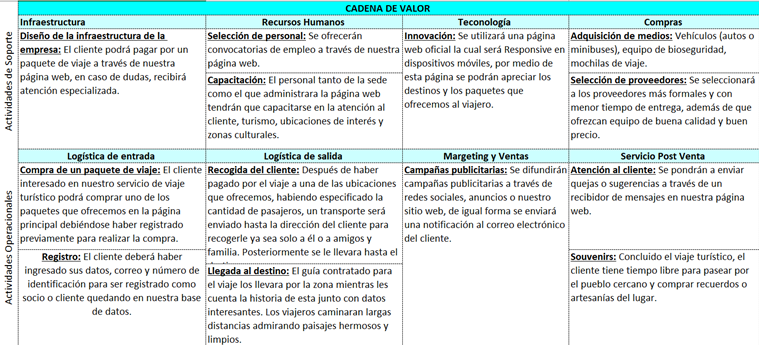 CADENA DE VALOR
Infraestructura
Recursos Humanos
Tecnología
Compras
Actividades de Soporte
Diseño de la infraestructura de la
empresa: El cliente podrá pagar por un
paquete de viaje a través de nuestra
página web, en caso de dudas, recibirá
atención especializada.
Selección de personal: Se ofrecerán
convocatorias de empleo a través de nuestra
página web.
Capacitación: El personal tanto de la sede
como el que administrara la página web
tendrán que capacitarse en la atención al
cliente, turismo, ubicaciones de interés y
zonas culturales.
Innovación: Se utilizará una página
web oficial la cual será Responsive en
dispositivos móviles, por medio de
esta página se podrán apreciar los
destinos y los paquetes que
ofrecemos al viajero.
Adquisición de medios: Vehículos (autos o
minibuses), equipo de bioseguridad,
mochilas de viaje.
Selección de proveedores: Se seleccionará
a los proveedores más formales y con
menor tiempo de entrega, además de que
ofrezcan equipo de buena calidad y buen
precio.
Logística de entrada
Logística de salida
Margeting y Ventas
Servicio Post Venta
Actividades Operacionales
Compra de un paquete de viaje: El cliente
interesado en nuestro servicio de viaje
turístico podrá comprar uno de los
paquetes que ofrecemos en la página
principal debiéndose haber registrado
previamente para realizar la compra.
Registro: El cliente deberá haber
ingresado sus datos, correo y número de
identificación para ser registrado como
socio o cliente quedando en nuestra base
de datos.
Recogida del cliente: Después de haber
pagado por el viaje a una de las ubicaciones
que ofrecemos, habiendo especificado la
cantidad de pasajeros, un transporte será
enviado hasta la dirección del cliente para
recogerle ya sea solo a él o a amigos y
familia. Posteriormente se le llevara hasta el
Llegada al destino: El guía contratado para
el viaje los llevara por la zona mientras les
cuenta la historia de esta junto con datos
interesantes. Los viajeros caminaran largas
distancias admirando paisajes hermosos y
limpios.
Campañas publicitarias: Se difundirán
campañas publicitarias a través de
redes sociales, anuncios o nuestro
sitio web, de igual forma se enviará
una notificación al correo electrónico
del cliente.
Atención al cliente: Se pondrán a enviar
quejas o sugerencias a través de un
recibidor de mensajes en nuestra página
web.
Souvenirs: Concluido el viaje turístico, el
cliente tiene tiempo libre para pasear por
el pueblo cercano y comprar recuerdos o
artesanías del lugar.